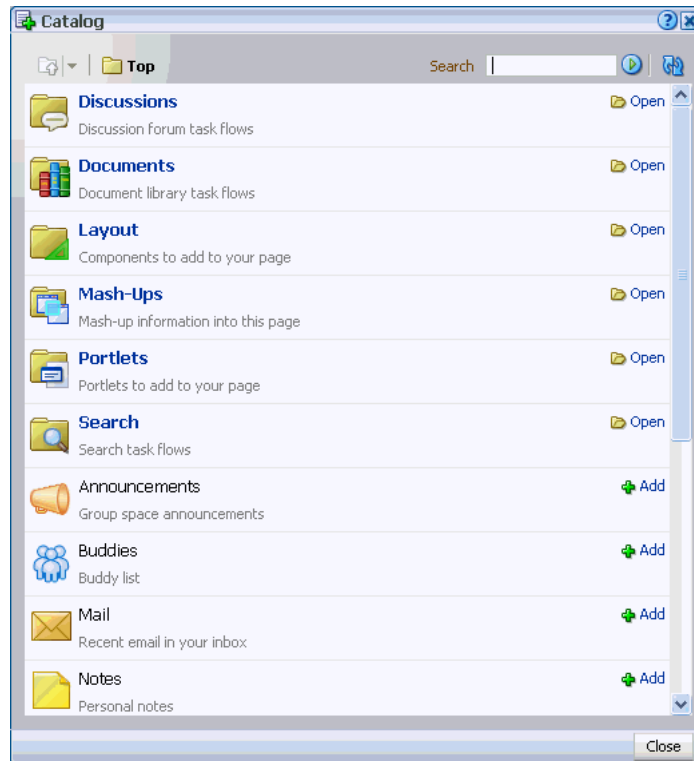 Catalog
Top Search
Discussions Open
Discussion forum task flows
Documents Open
Document library task flows
Layout Open
Components to add to your page
Mash-Ups Open
Mash-up information into this page
Portlets Open
Portlets to add to your page
Search Open
Search task flows
Announcements Add
Group space announcements
Buddies Add
Buddy list
Mail Add
Recent email in your inbox
Notes Add
Personal notes
Close